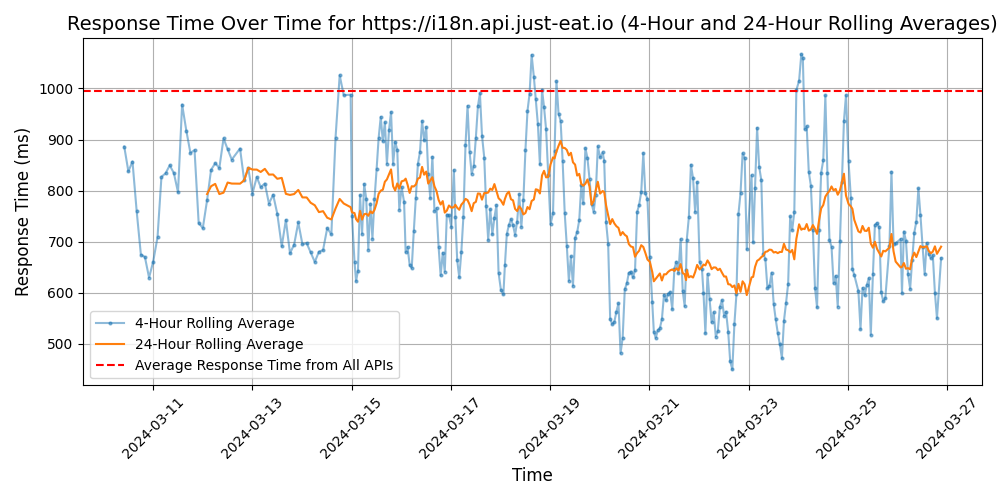 Response Time Over Time for https://i18n.api.just-eat.io (4-Hour and 24-Hour Rolling Averages)
Response Time (ms)
1000
900
800
700
600
500
4-Hour Rolling Average
24-Hour Rolling Average
Average Response Time from All APIs
2024-03-11
2024-03-13
2024-03-15
2024-03-17
2024-03-19
2024-03-21
2024-03-23
2024-03-25
2024-03-27
Time